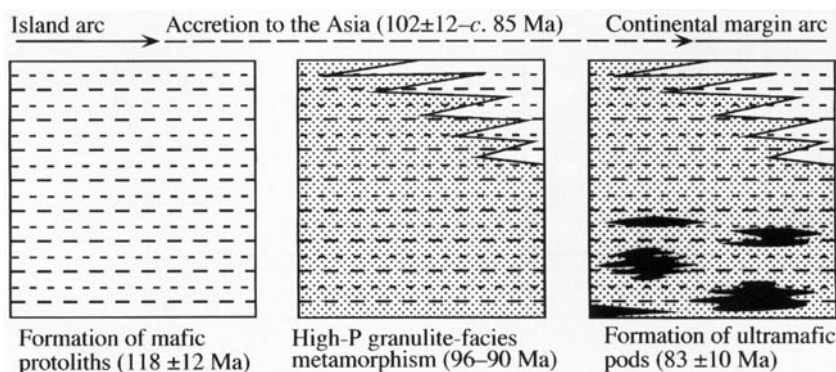 Island arc Accretion to the Asia (102±12–c. 85 Ma) Continental margin arc
Formation of mafic
protoliths (118 ±12 Ma)
High-P granulite-facies
metamorphism (96–90 Ma)
Formation of ultramafic
pods (83 ±10 Ma)